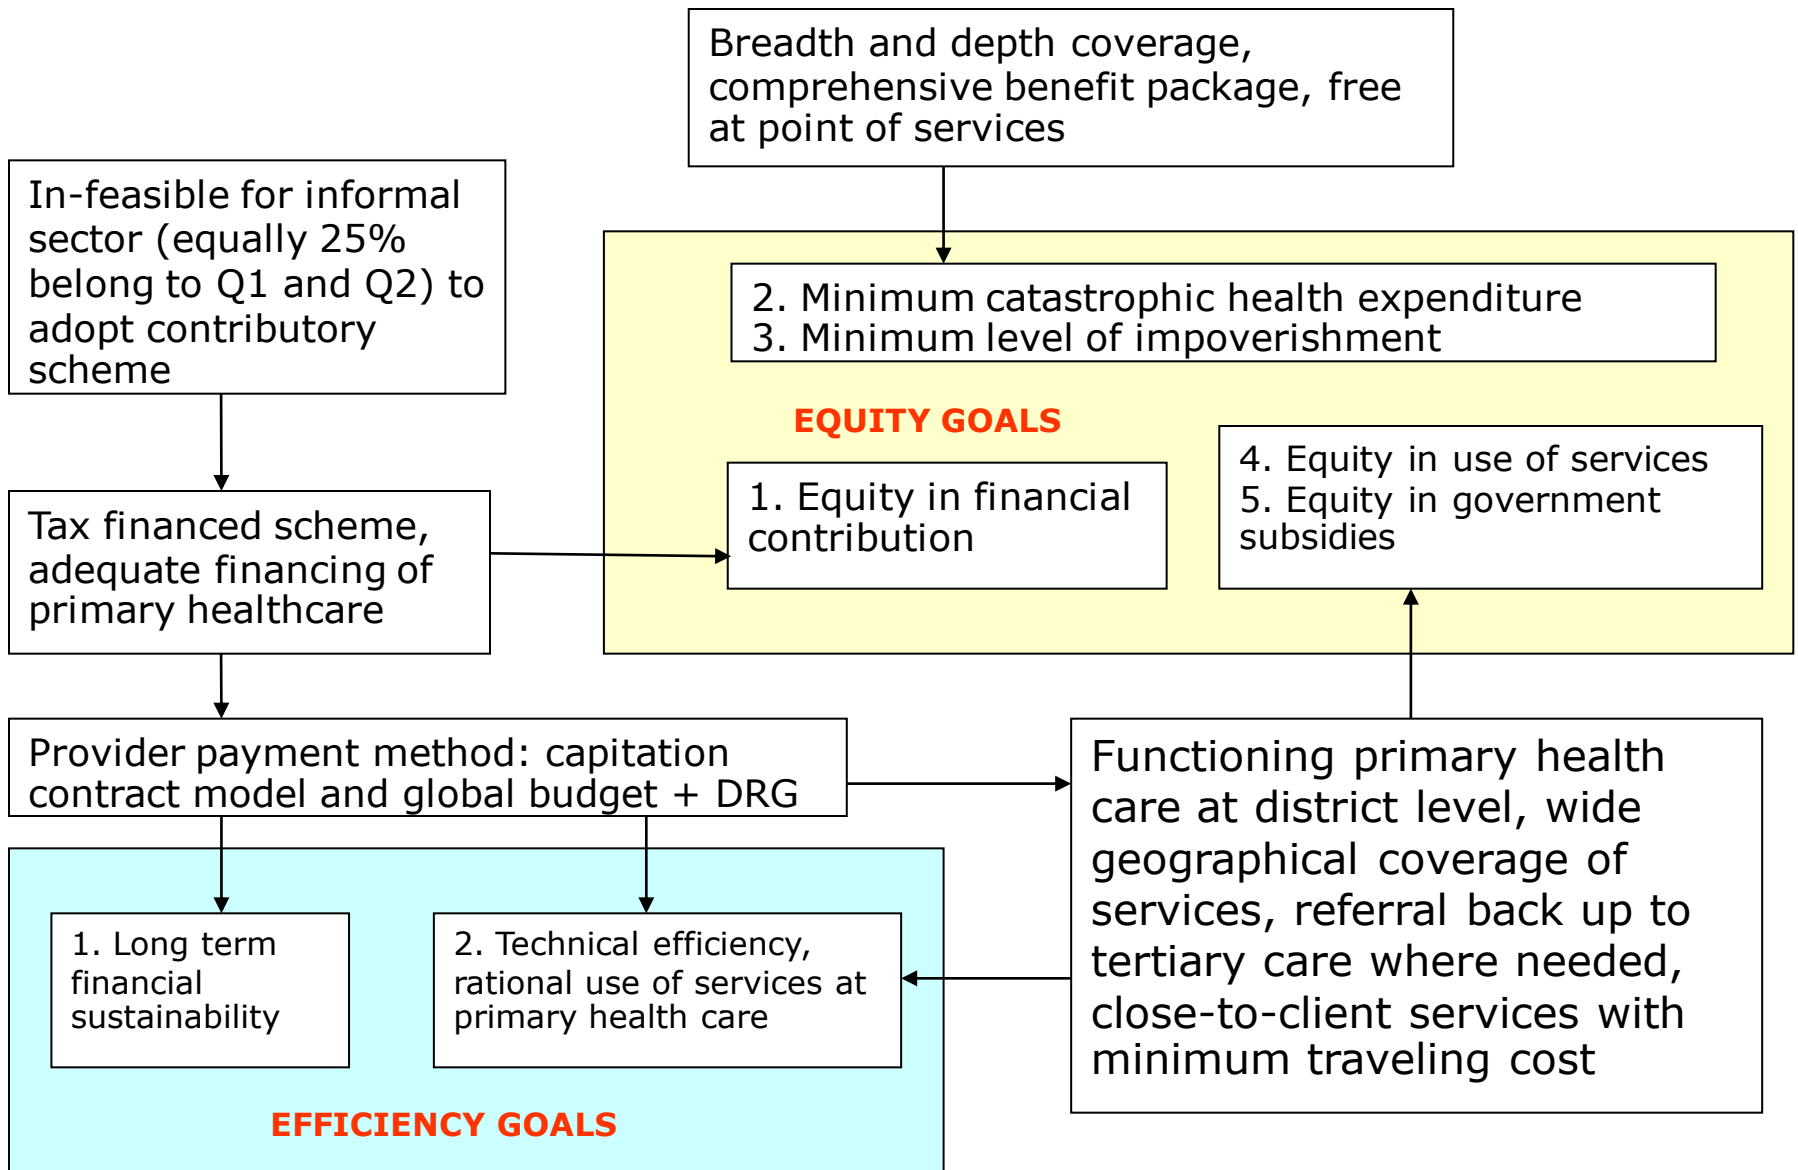 Breadth and depth coverage,
comprehensive benefit package, free
at point of services
In-feasible for informal
sector (equally 25%
belong to Q1 and Q2) to
adopt contributory
scheme
2. Minimum catastrophic health expenditure
3. Minimum level of impoverishment
EQUITY GOALS
1. Equity in financial
contribution
4. Equity in use of services
5. Equity in government
subsidies
Tax financed scheme,
adequate financing of
primary healthcare
Provider payment method: capitation
contract model and global budget + DRG
Functioning primary health
care at district level, wide
geographical coverage of
services, referral back up to
tertiary care where needed,
close-to-client services with
minimum traveling cost
1. Long term
financial
sustainability
2. Technical efficiency,
rational use of services at
primary health care
EFFICIENCY GOALS